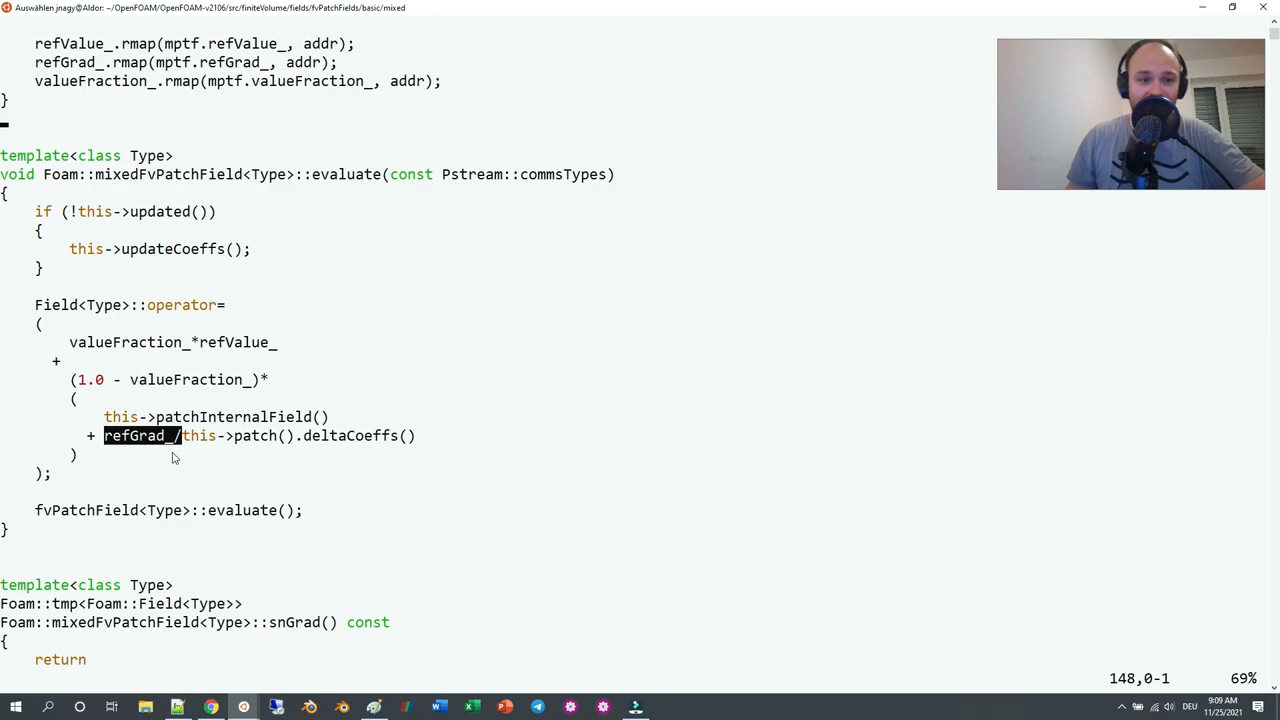 Auswählen jnagy@Aldor: ~/OpenFOAM/OpenFOAM-v2106/src/finiteVolume/fields/fvPatchFields/basic/mixed
    refValue_.rmap(mptf.refValue_, addr);
    refGrad_.rmap(mptf.refGrad_, addr);
    valueFraction_.rmap(mptf.valueFraction_, addr);
}
template<class Type>
void Foam::mixedFvPatchField<Type>::evaluate(const Pstream::commsTypes)
{
    if (!this->updated())
    {
        this->updateCoeffs();
    }
    Field<Type>::operator=
    (
        valueFraction_*refValue_
      +
        (1.0 - valueFraction_)*
        (
            this->patchInternalField()
          + refGrad_/this->patch().deltaCoeffs()
        )
    );
    fvPatchField<Type>::evaluate();
}
template<class Type>
Foam::tmp<Foam::Field<Type>>
Foam::mixedFvPatchField<Type>::snGrad() const
{
    return
148,0-1 69%
DEU
9:09 AM
11/25/2021